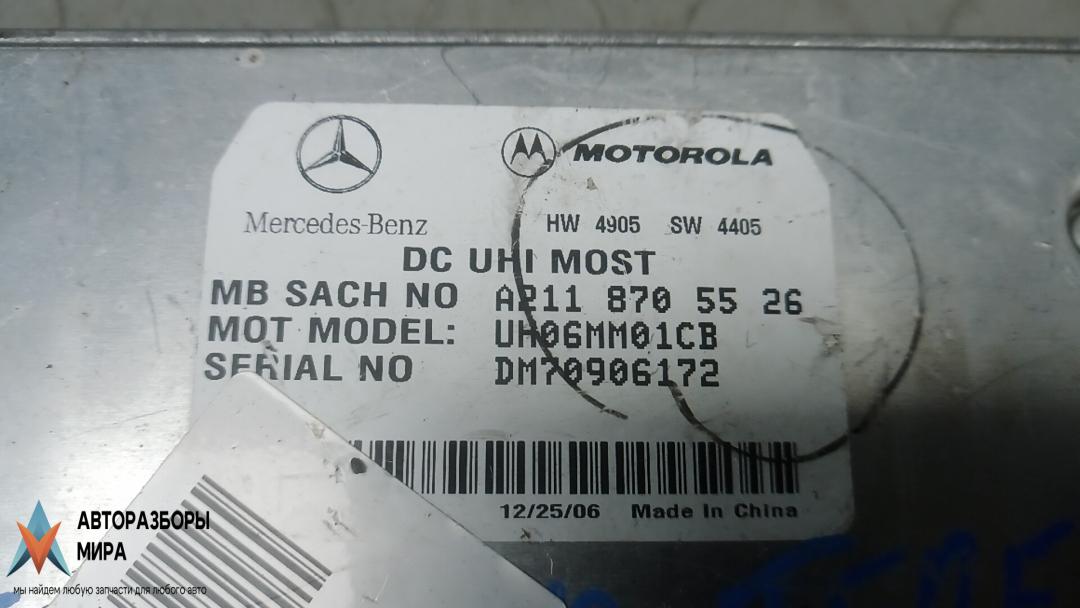 MOTOROLA
Mercedes-Benz
HW 4905 SW 4405
DC UHI MOST
MB SACH NO A211 870 55 26
MOT MODEL: UH06MM01CB
SERIAL NO DM70906172
12/25/06 Made In China
АВТОРАЗБОРЫ
МИРА
мы найдем любую запчасти для любого авто